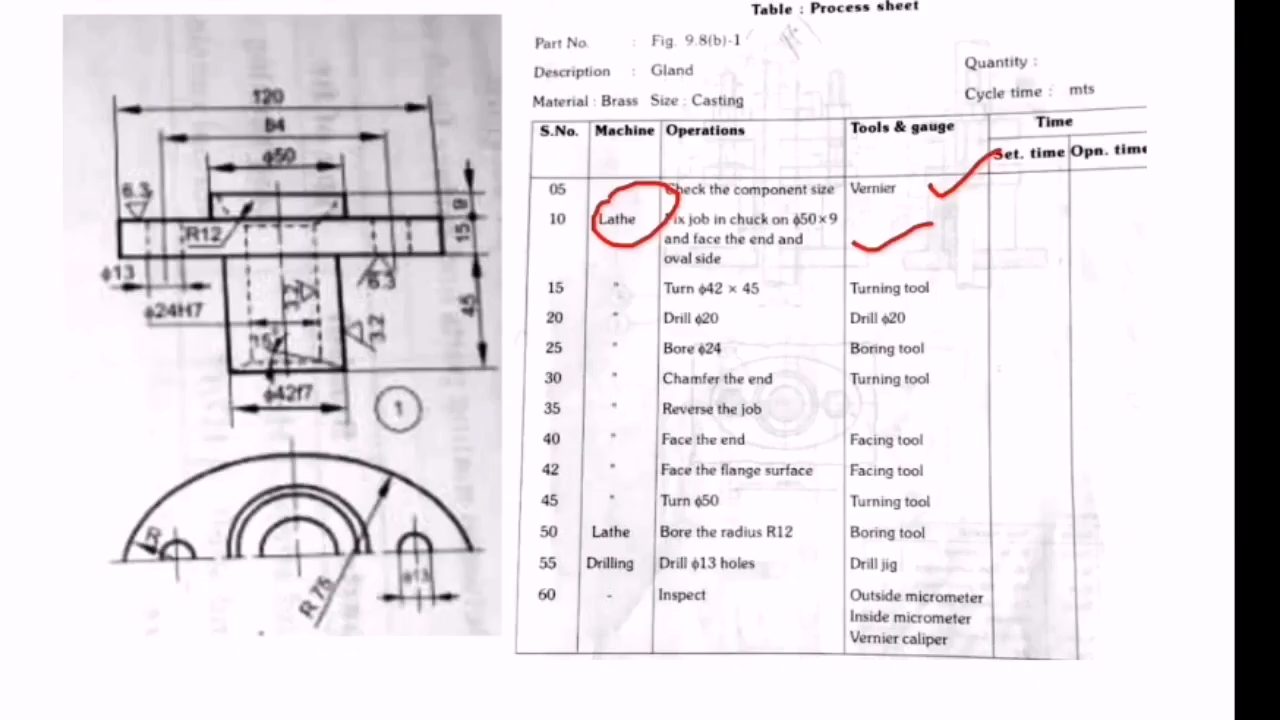 120
84
ϕ50
6.3
9
R12
15
ϕ13
6.3
ϕ24H7
3.2
45
3.2
15°
ϕ42f7
1
R 76
ϕ13
Table : Process sheet
Part No. : Fig. 9.8(b)-1
Quantity :
Description : Gland
Cycle time : mts
Material : Brass Size : Casting
S.No. Machine Operations Tools & gauge Time
Set. time Opn. time
05 Check the component size Vernier
10 Lathe Fix job in chuck on ϕ50×9
and face the end and
oval side
15 " Turn ϕ42 × 45 Turning tool
20 " Drill ϕ20 Drill ϕ20
25 " Bore ϕ24 Boring tool
30 " Chamfer the end Turning tool
35 " Reverse the job
40 " Face the end Facing tool
42 " Face the flange surface Facing tool
45 " Turn ϕ50 Turning tool
50 Lathe Bore the radius R12 Boring tool
55 Drilling Drill ϕ13 holes Drill jig
60 - Inspect Outside micrometer
Inside micrometer
Vernier caliper